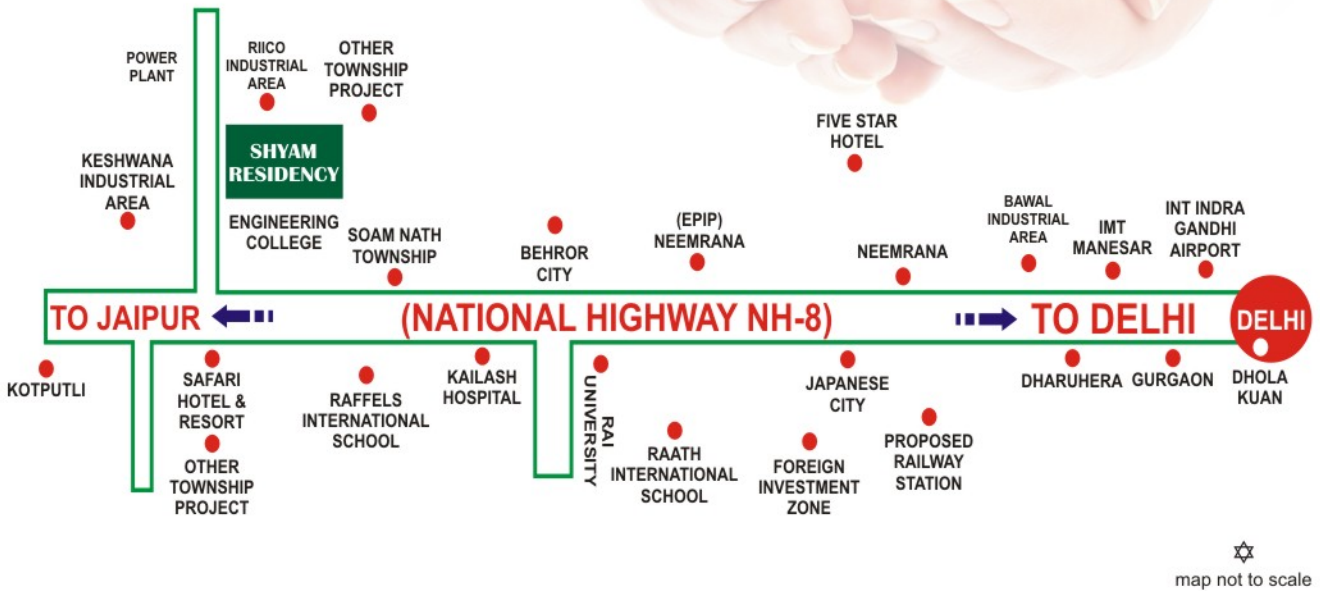 POWER
PLANT
RIICO
INDUSTRIAL
AREA
OTHER
TOWNSHIP
PROJECT
KESHWANA
INDUSTRIAL
AREA
SHYAM
RESIDENCY
ENGINEERING
COLLEGE
SOAM NATH
TOWNSHIP
BEHROR
CITY
(EPIP)
NEEMRANA
FIVE STAR
HOTEL
NEEMRANA
BAWAL
INDUSTRIAL
AREA
IMT
MANESAR
INT INDRA
GANDHI
AIRPORT
TO JAIPUR
(NATIONAL HIGHWAY NH-8)
TO DELHI
DELHI
KOTPUTLI
SAFARI
HOTEL &
RESORT
OTHER
TOWNSHIP
PROJECT
RAFFELS
INTERNATIONAL
SCHOOL
KAILASH
HOSPITAL
RAI
UNIVERSITY
RAATH
INTERNATIONAL
SCHOOL
JAPANESE
CITY
FOREIGN
INVESTMENT
ZONE
PROPOSED
RAILWAY
STATION
DHARUHERA
GURGAON
DHOLA
KUAN
map not to scale